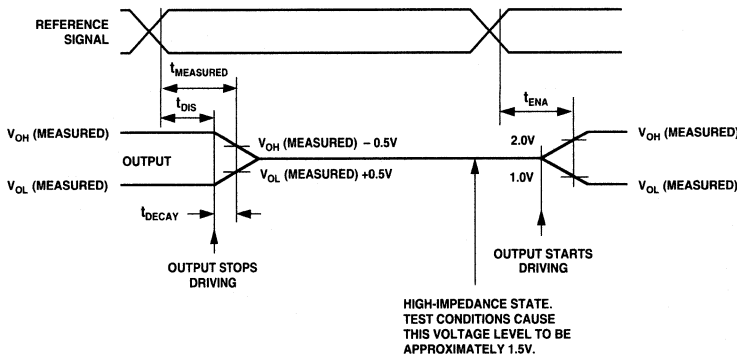 REFERENCE
SIGNAL
tMEASURED
tDIS
tENA
VOH (MEASURED)
VOH (MEASURED) – 0.5V
2.0V
VOH (MEASURED)
OUTPUT
VOL (MEASURED)
VOL (MEASURED) +0.5V
1.0V
VOL (MEASURED)
tDECAY
OUTPUT STOPS
DRIVING
OUTPUT STARTS
DRIVING
HIGH-IMPEDANCE STATE.
TEST CONDITIONS CAUSE
THIS VOLTAGE LEVEL TO BE
APPROXIMATELY 1.5V.